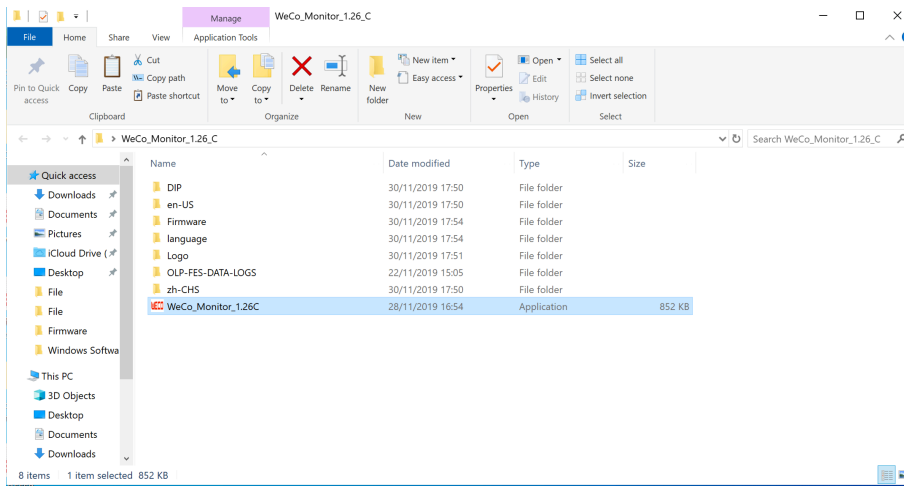 Manage WeCo_Monitor_1.26_C
File Home Share View Application Tools
Pin to Quick access
Copy
Paste
Cut
Copy path
Paste shortcut
Clipboard
Move to
Copy to
Delete
Rename
Organize
New folder
New item
Easy access
New
Properties
Open
Edit
History
Open
Select all
Select none
Invert selection
Select
WeCo_Monitor_1.26_C
Search WeCo_Monitor_1.26_C
Quick access
Downloads
Documents
Pictures
iCloud Drive (
Desktop
File
File
Firmware
Windows Softwa
This PC
3D Objects
Desktop
Documents
Downloads
Name Date modified Type Size
DIP 30/11/2019 17:50 File folder
en-US 30/11/2019 17:50 File folder
Firmware 30/11/2019 17:54 File folder
language 30/11/2019 17:54 File folder
Logo 30/11/2019 17:51 File folder
OLP-FES-DATA-LOGS 22/11/2019 15:05 File folder
zh-CHS 30/11/2019 17:50 File folder
WeCo_Monitor_1.26C 28/11/2019 16:54 Application 852 KB
8 items 1 item selected 852 KB